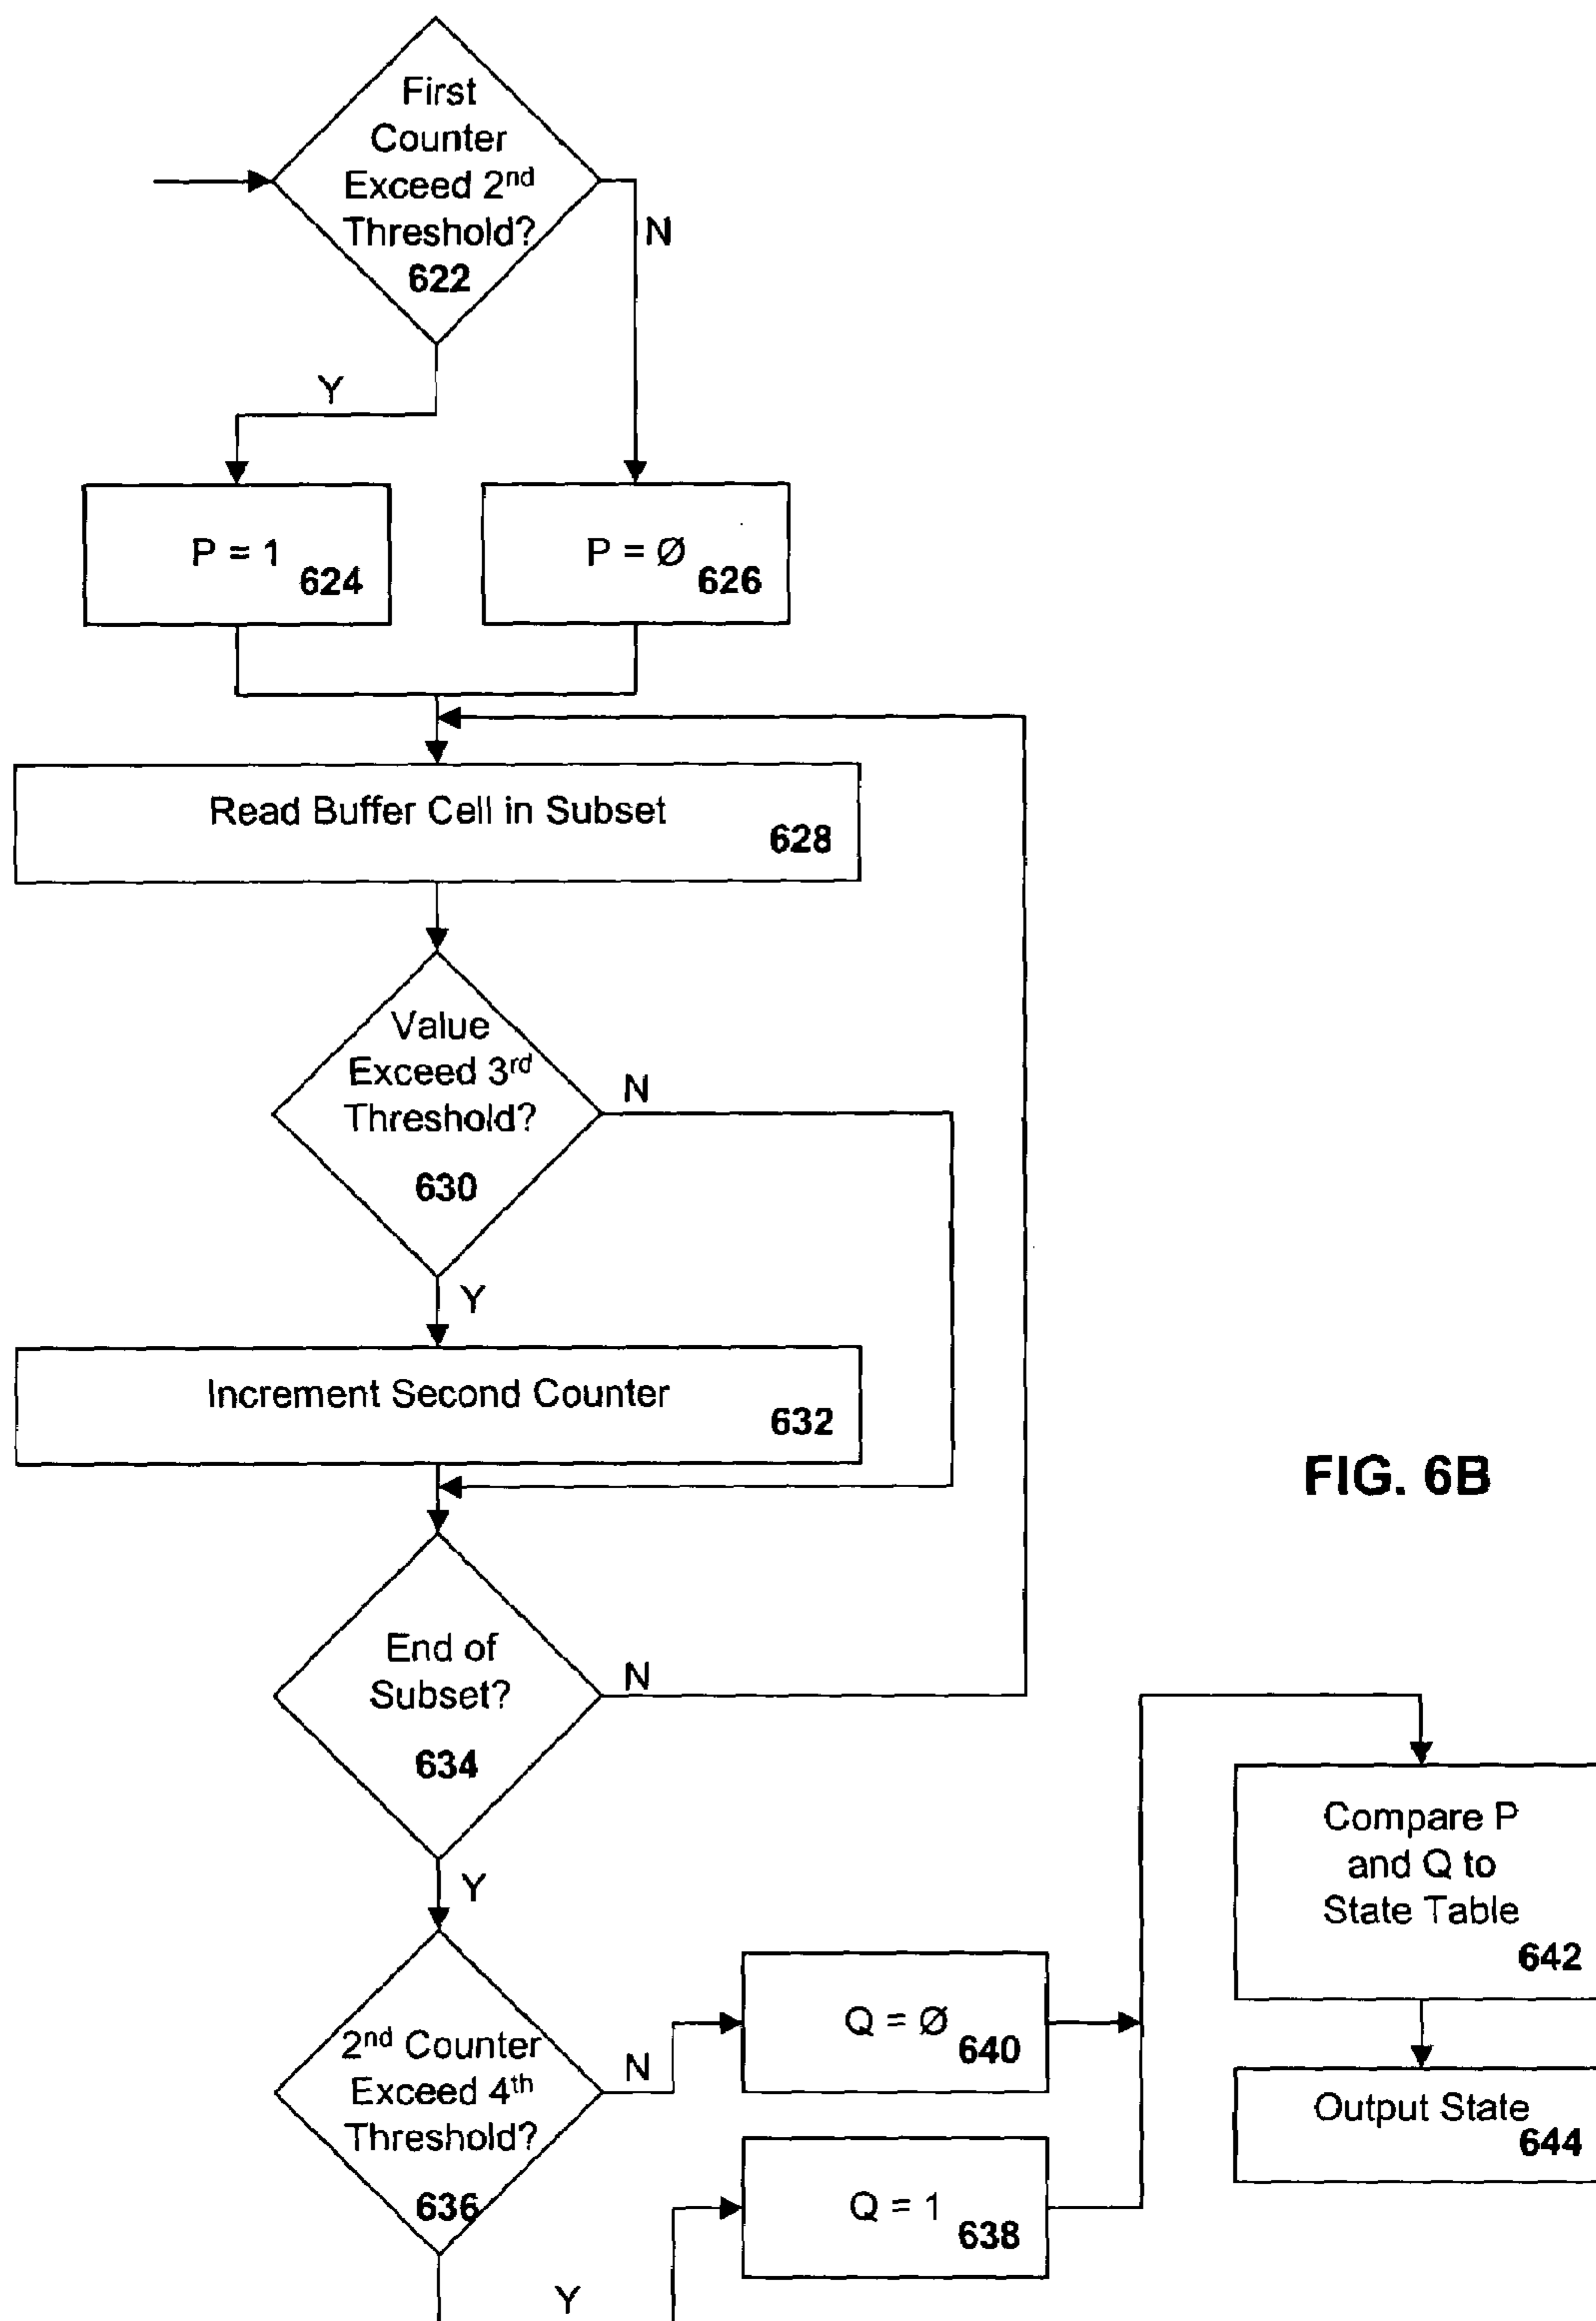 First
Counter
Exceed 2nd
Threshold?
622
N
Y
P = 1
624
P = Ø
626
Read Buffer Cell in Subset
628
Value
Exceed 3rd
Threshold?
630
N
Y
Increment Second Counter
632
FIG. 6B
End of
Subset?
634
N
Y
Compare P
and Q to
State Table
642
2nd Counter
Exceed 4th
Threshold?
636
N
Q = Ø
640
Output State
644
Q = 1
638
Y